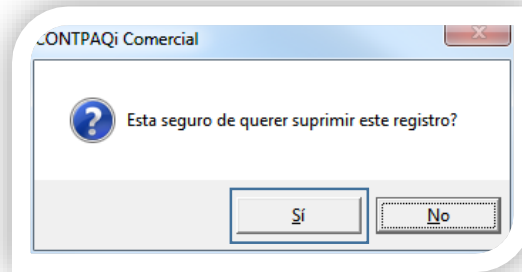 CONTPAQi Comercial
Esta seguro de querer suprimir este registro?
Sí
No